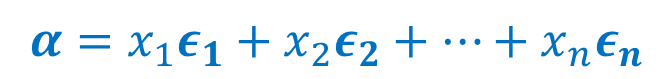 α = x₁ϵ₁ + x₂ϵ₂ + ⋯ + xₙϵₙ